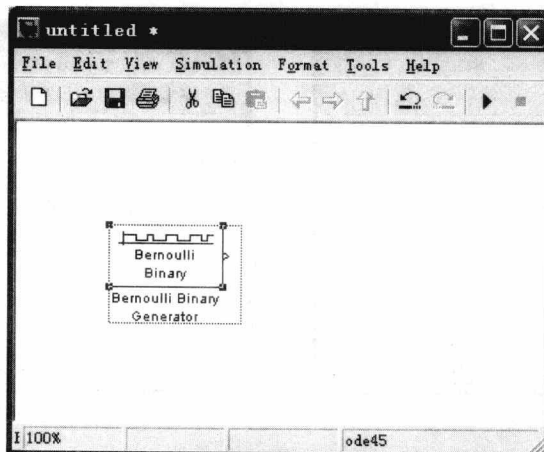 untitled *
File Edit View Simulation Format Tools Help
Bernoulli
Binary
Bernoulli Binary
Generator
100%
ode45